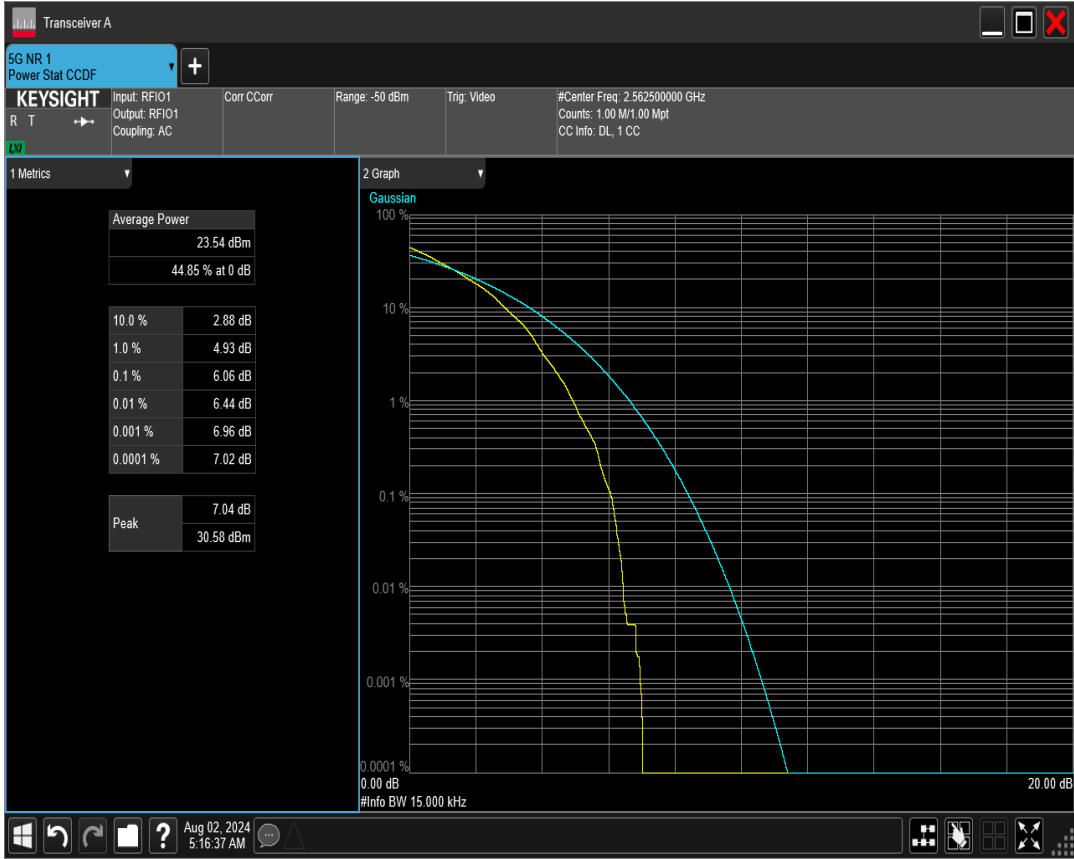 Transceiver A
5G NR 1
Power Stat CCDF
+
KEYSIGHT
R T
LXI
Input: RFIO1
Output: RFIO1
Coupling: AC
Corr CCorr
Range: -50 dBm
Trig: Video
#Center Freq: 2.562500000 GHz
Counts: 1.00 M/1.00 Mpt
CC Info: DL, 1 CC
1 Metrics
Average Power
23.54 dBm
44.85 % at 0 dB
10.0 % 2.88 dB
1.0 % 4.93 dB
0.1 % 6.06 dB
0.01 % 6.44 dB
0.001 % 6.96 dB
0.0001 % 7.02 dB
Peak
7.04 dB
30.58 dBm
2 Graph
Gaussian
100 %
10 %
1 %
0.1 %
0.01 %
0.001 %
0.0001 %
0.00 dB 20.00 dB
#Info BW 15.000 kHz
?
Aug 02, 2024
5:16:37 AM